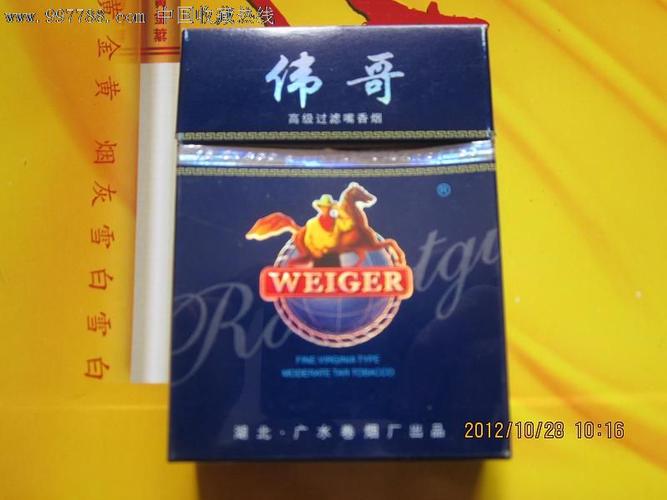 www.997788.com 中国收藏热线
黄金黄 烟灰雪白雪白
伟哥
高级过滤嘴香烟
®
WEIGER
FINE VIRGINIA TYPE
MODERATE TAR TOBACCO
湖北·广水卷烟厂出品
2012/10/28 10:16